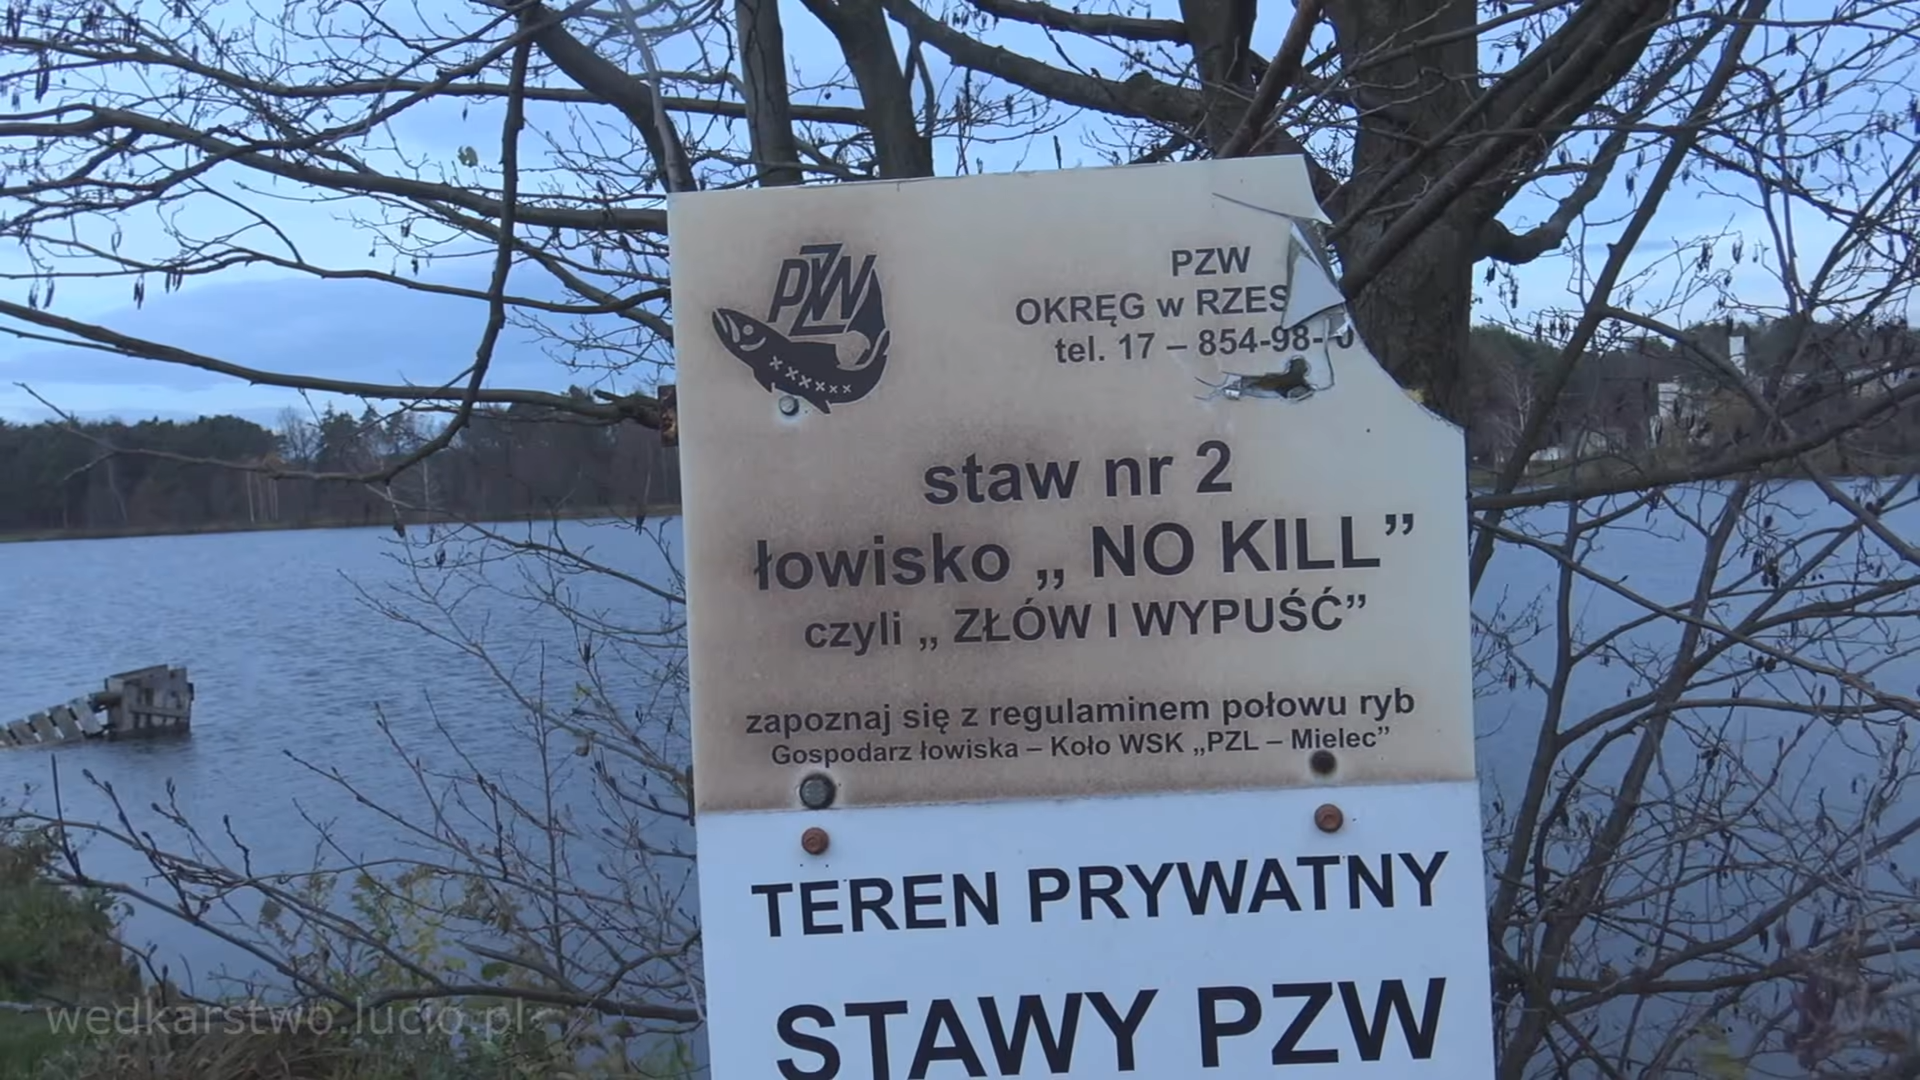 PZW
PZW
OKRĘG w RZES
tel. 17 – 854-98-
staw nr 2
łowisko „ NO KILL”
czyli „ ZŁÓW I WYPUŚĆ”
zapoznaj się z regulaminem połowu ryb
Gospodarz łowiska – Koło WSK „PZL – Mielec”
TEREN PRYWATNY
STAWY PZW
wedkarstwo.lucio.pl